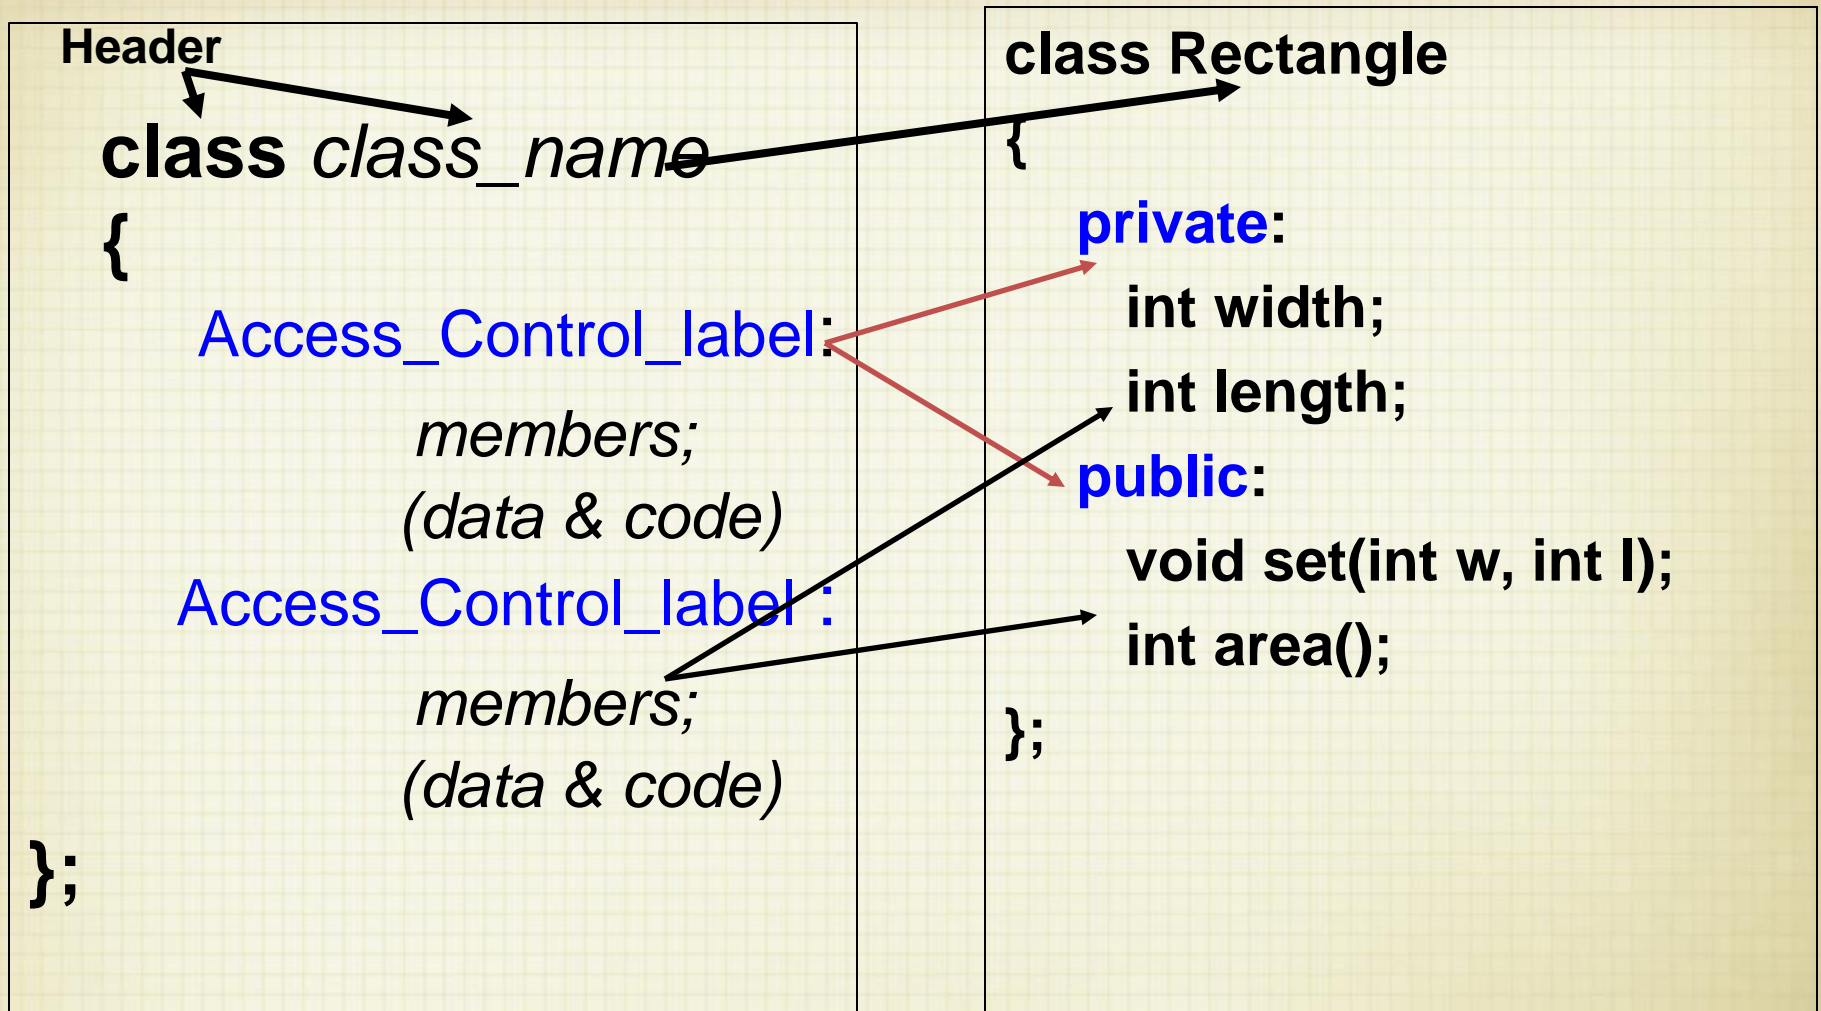 Header
class class_name
{
Access_Control_label:
members;
(data & code)
Access_Control_label :
members;
(data & code)
};
class Rectangle
{
private:
int width;
int length;
public:
void set(int w, int l);
int area();
};